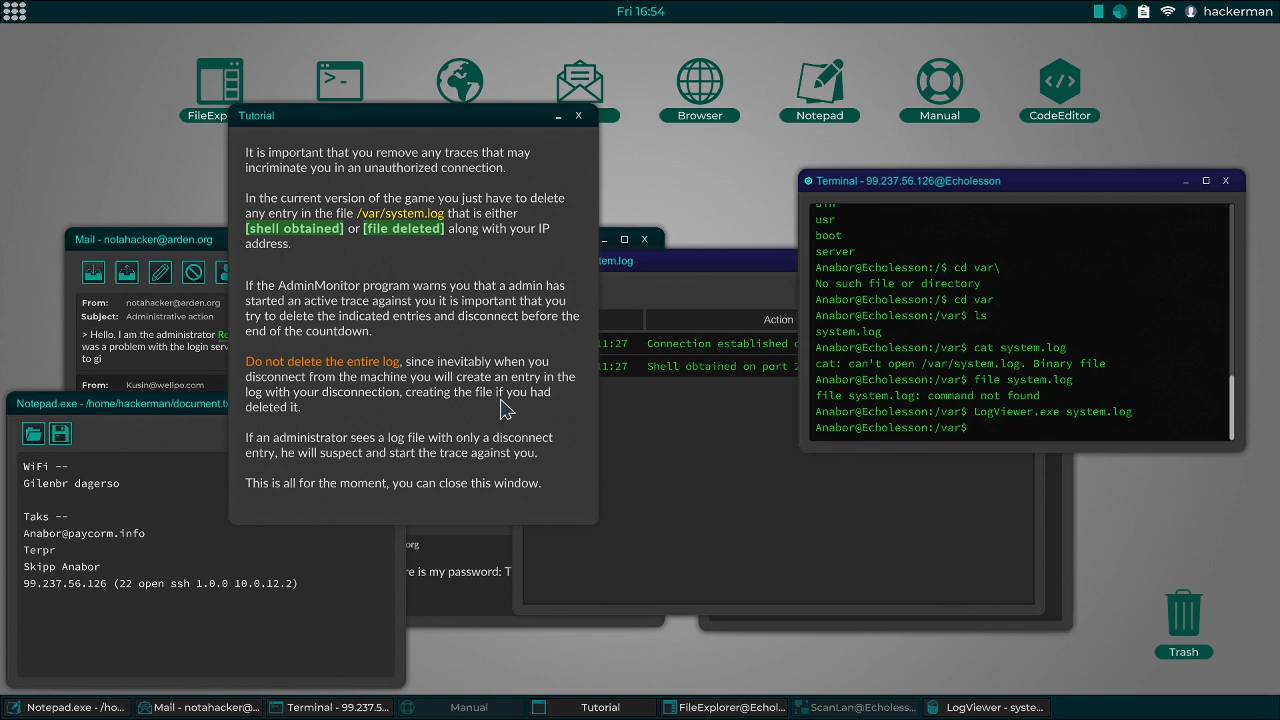 Fri 16:54
hackerman
FileExp
Browser
Notepad
Manual
CodeEditor
Tutorial
It is important that you remove any traces that may
incriminate you in an unauthorized connection.
In the current version of the game you just have to delete
any entry in the file /var/system.log that is either
[shell obtained] or [file deleted] along with your IP
address.
If the AdminMonitor program warns you that a admin has
started an active trace against you it is important that you
try to delete the indicated entries and disconnect before the
end of the countdown.
Do not delete the entire log, since inevitably when you
disconnect from the machine you will create an entry in the
log with your disconnection, creating the file if you had
deleted it.
If an administrator sees a log file with only a disconnect
entry, he will suspect and start the trace against you.
This is all for the moment, you can close this window.
Terminal - 99.237.56.126@Echolesson
bin
usr
boot
server
Anabor@Echolesson:/$ cd var\
No such file or directory
Anabor@Echolesson:/$ cd var
Anabor@Echolesson:/var$ ls
system.log
Anabor@Echolesson:/var$ cat system.log
cat: can't open /var/system.log. Binary file
Anabor@Echolesson:/var$ file system.log
file system.log: command not found
Anabor@Echolesson:/var$ LogViewer.exe system.log
Anabor@Echolesson:/var$
Mail - notahacker@arden.org
From: notahacker@arden.org
Subject: Administrative action
> Hello, I am the administrator Re
was a problem with the login serv
to gi
From: Kusin@wellpo.com
em.log
Action
11:27 Connection established o
11:27 Shell obtained on port 2
Notepad.exe - /home/hackerman/document.tx
WiFi --
Gilenbr dagerso
Taks --
Anabor@paycorm.info
Terpr
Skipp Anabor
99.237.56.126 (22 open ssh 1.0.0 10.0.12.2)
org
re is my password: T
Trash
Notepad.exe - /ho...
Mail - notahacker@...
Terminal - 99.237.5...
Manual
Tutorial
FileExplorer@Echol...
ScanLan@Echoless...
LogViewer - syste...